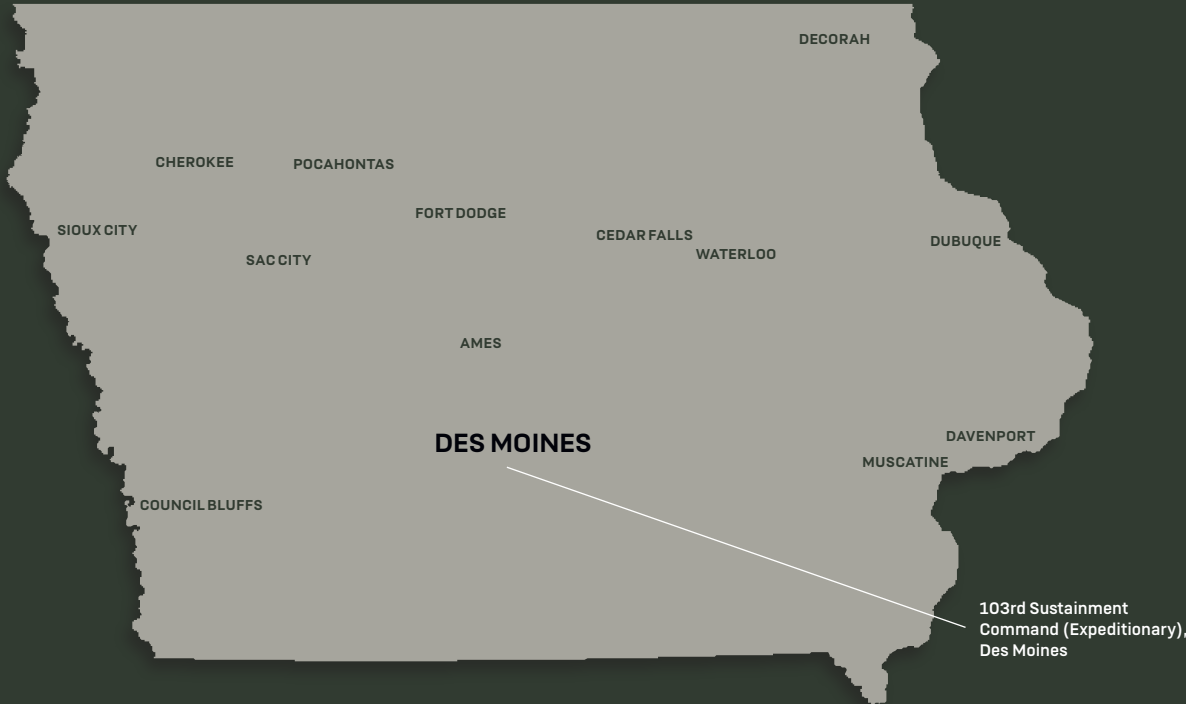 DECORAH
CHEROKEE
POCAHONTAS
FORT DODGE
SIOUX CITY
CEDAR FALLS
DUBUQUE
WATERLOO
SAC CITY
AMES
DES MOINES
DAVENPORT
MUSCATINE
COUNCIL BLUFFS
103rd Sustainment
Command (Expeditionary),
Des Moines